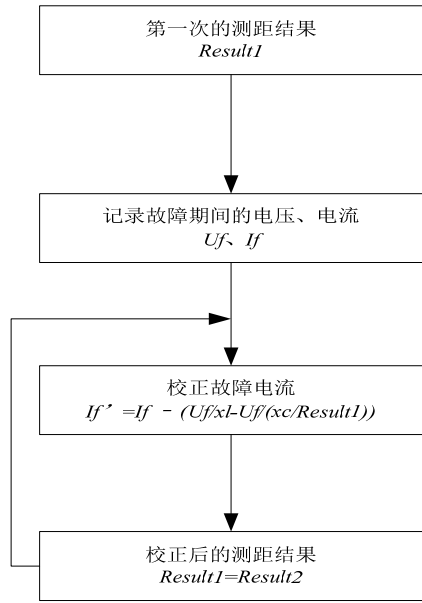 第一次的测距结果
Result1
记录故障期间的电压、电流
Uf、If
校正故障电流
If’=If - (Uf/xl-Uf/(xc/Result1))
校正后的测距结果
Result1=Result2